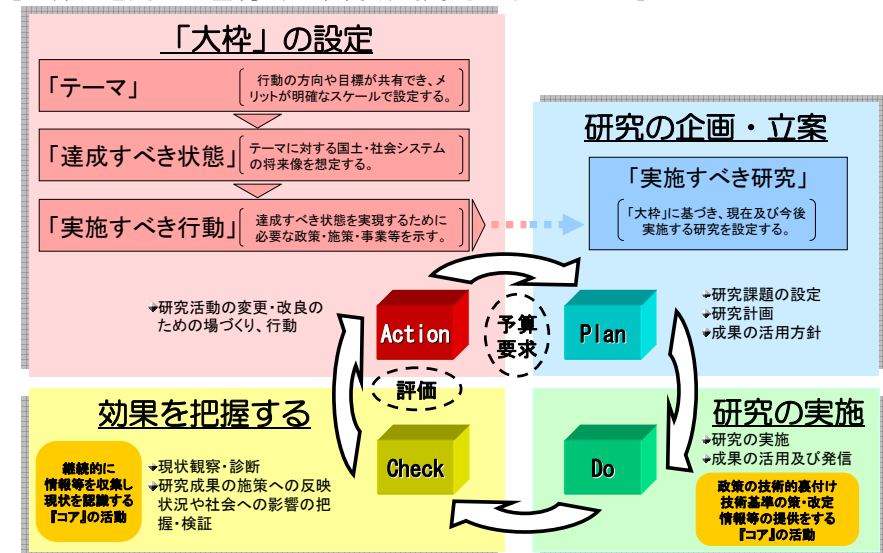 「大枠」の設定
「テーマ」
行動の方向や目標が共有でき、メ
リットが明確なスケールで設定する。
「達成すべき状態」
テーマに対する国土・社会システム
の将来像を想定する。
「実施すべき行動」
達成すべき状態を実現するために
必要な政策・施策・事業等を示す。
研究の企画・立案
「実施すべき研究」
「大枠」に基づき、現在及び今後
実施する研究を設定する。
研究活動の変更・改良の
ための場づくり、行動
Action
予算
要求
Plan
研究課題の設定
研究計画
成果の活用方針
評価
効果を把握する
継続的に
情報等を収集し
現状を認識する
『コア』の活動
現状観察・診断
研究成果の施策への反映
状況や社会への影響の把
握・検証
Check
Do
研究の実施
研究の実施
成果の活用及び発信
政策の技術的裏付け
技術基準の策・改定
情報等の提供をする
『コア』の活動